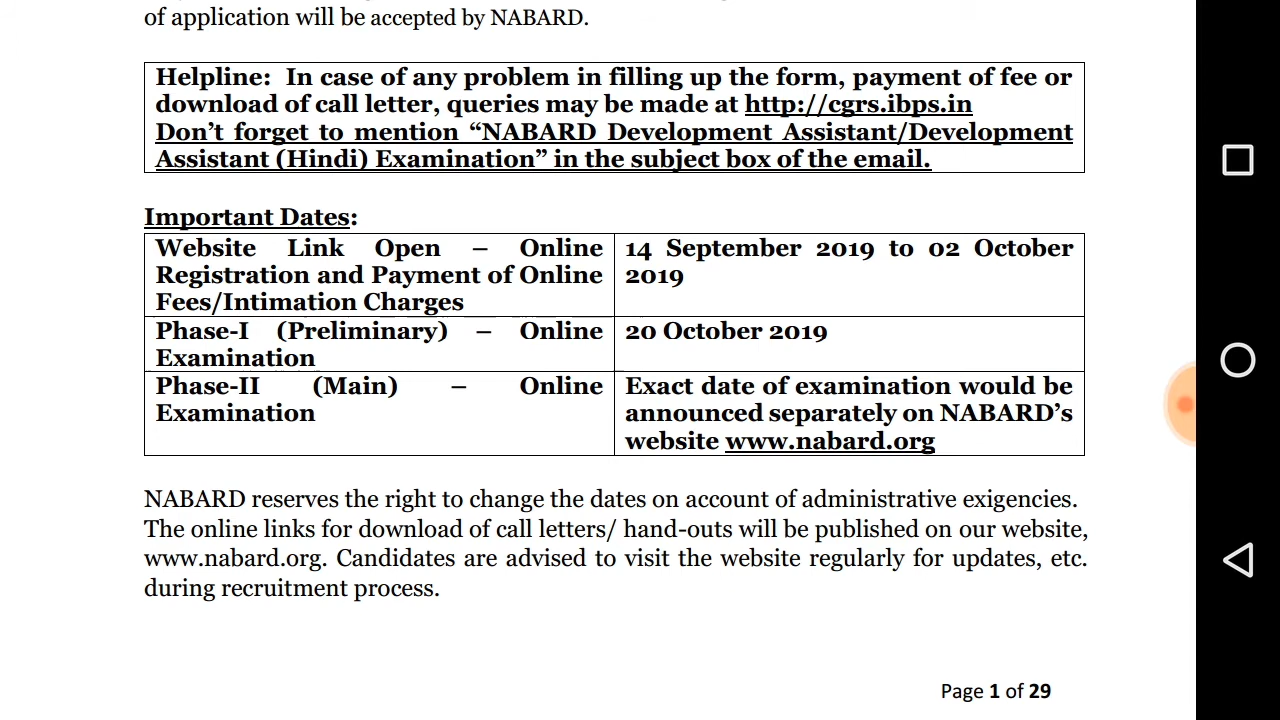 of application will be accepted by NABARD.
Helpline: In case of any problem in filling up the form, payment of fee or
download of call letter, queries may be made at http://cgrs.ibps.in
Don’t forget to mention “NABARD Development Assistant/Development
Assistant (Hindi) Examination” in the subject box of the email.
Important Dates:
Website Link Open – Online
Registration and Payment of Online
Fees/Intimation Charges
14 September 2019 to 02 October
2019
Phase-I (Preliminary) – Online
Examination
20 October 2019
Phase-II (Main) – Online
Examination
Exact date of examination would be
announced separately on NABARD’s
website www.nabard.org
NABARD reserves the right to change the dates on account of administrative exigencies.
The online links for download of call letters/ hand-outs will be published on our website,
www.nabard.org. Candidates are advised to visit the website regularly for updates, etc.
during recruitment process.
Page 1 of 29